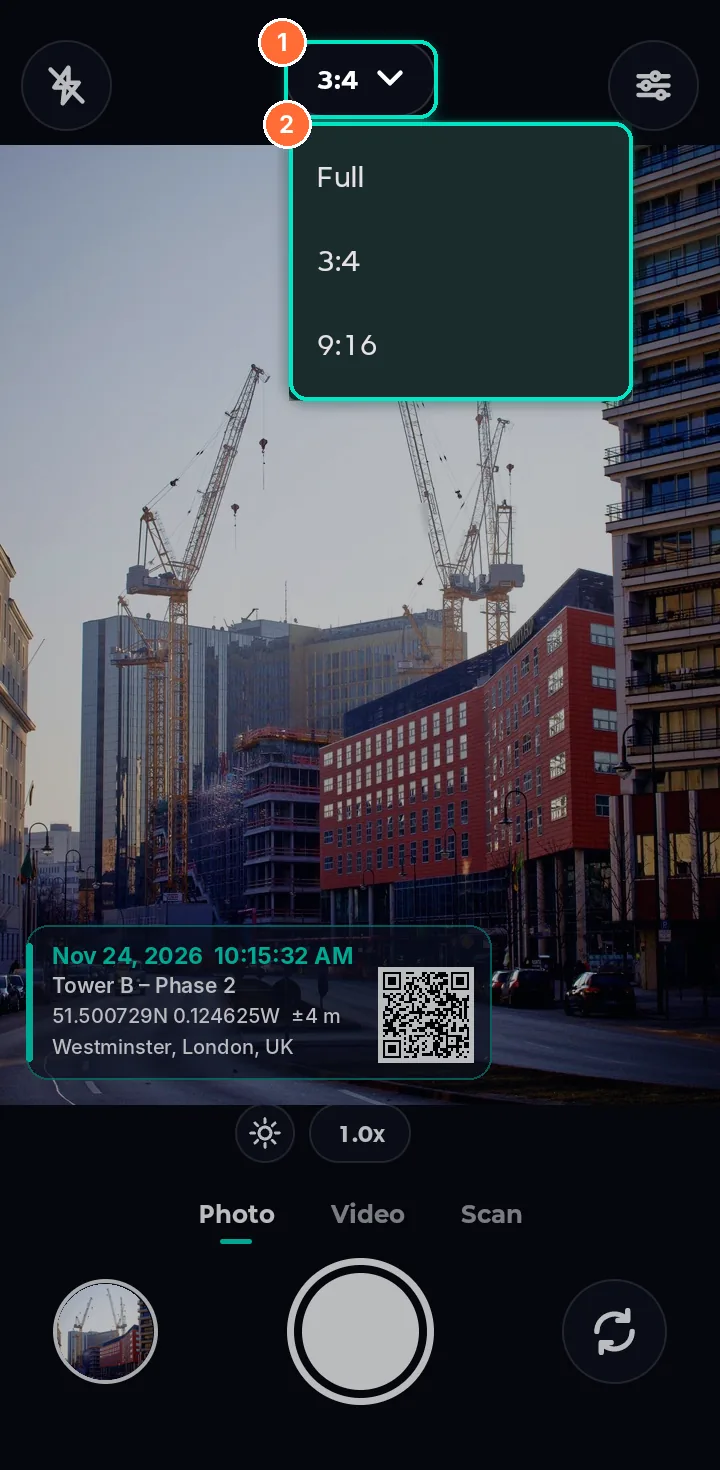 1
3:4
2
Full
3:4
9:16
Nov 24, 2026 10:15:32 AM
Tower B – Phase 2
51.500729N 0.124625W ±4 m
Westminster, London, UK
1.0x
Photo Video Scan